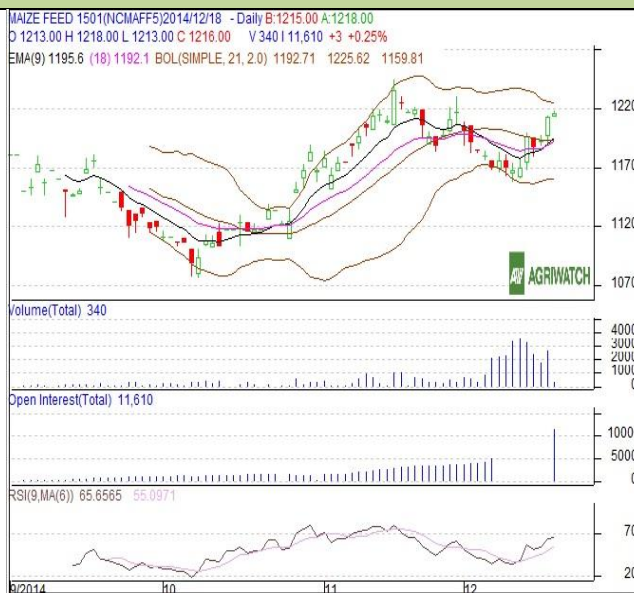 MAIZE FEED 1501(NCMAFF5)2014/12/18 - Daily B:1215.00 A:1218.00
O 1213.00 H 1218.00 L 1213.00 C 1216.00 V 340 I 11,610 +3 +0.25%
EMA(9) 1195.6 (18) 1192.1 BOL(SIMPLE, 21, 2.0) 1192.71 1225.62 1159.81
1220
1170
1120
1070
AW AGRIWATCH
Volume(Total) 340
4000
3000
2000
1000
0
Open Interest(Total) 11,610
10000
5000
0
RSI(9,MA(6)) 65.6565 55.0971
70
20
9/2014 10 11 12